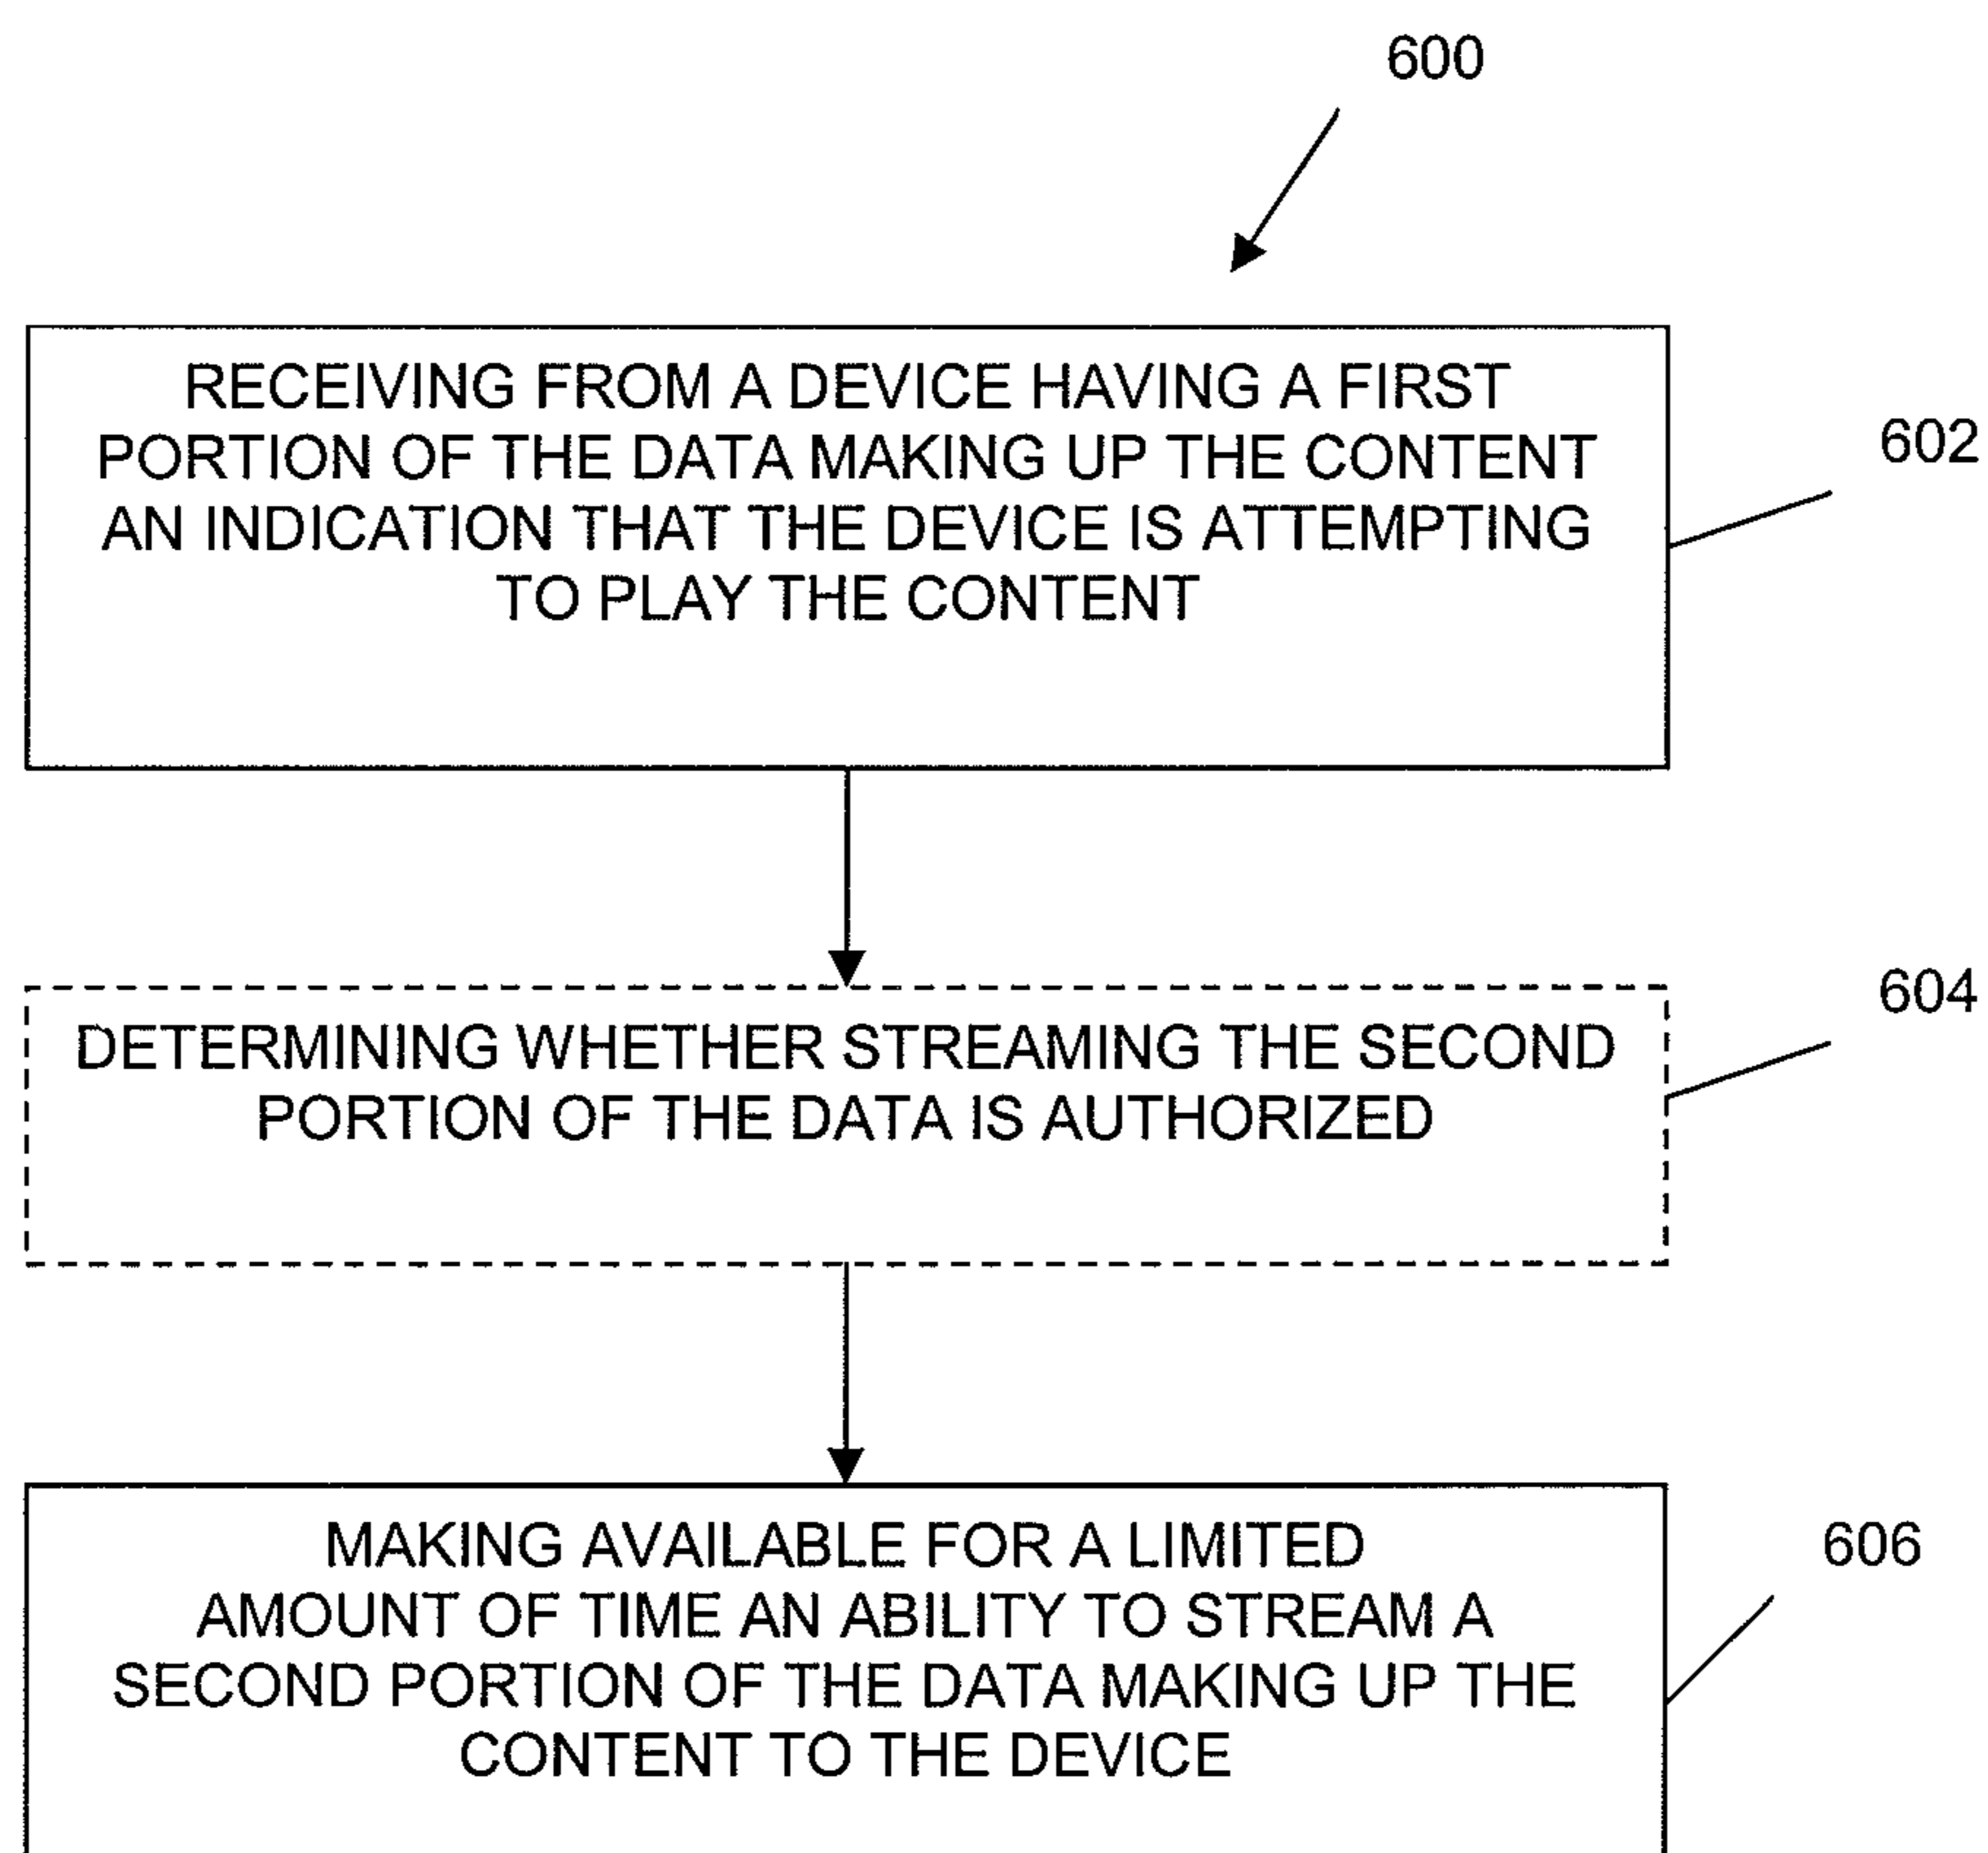 600
RECEIVING FROM A DEVICE HAVING A FIRST
PORTION OF THE DATA MAKING UP THE CONTENT
AN INDICATION THAT THE DEVICE IS ATTEMPTING
TO PLAY THE CONTENT
602
DETERMINING WHETHER STREAMING THE SECOND
PORTION OF THE DATA IS AUTHORIZED
604
MAKING AVAILABLE FOR A LIMITED
AMOUNT OF TIME AN ABILITY TO STREAM A
SECOND PORTION OF THE DATA MAKING UP THE
CONTENT TO THE DEVICE
606